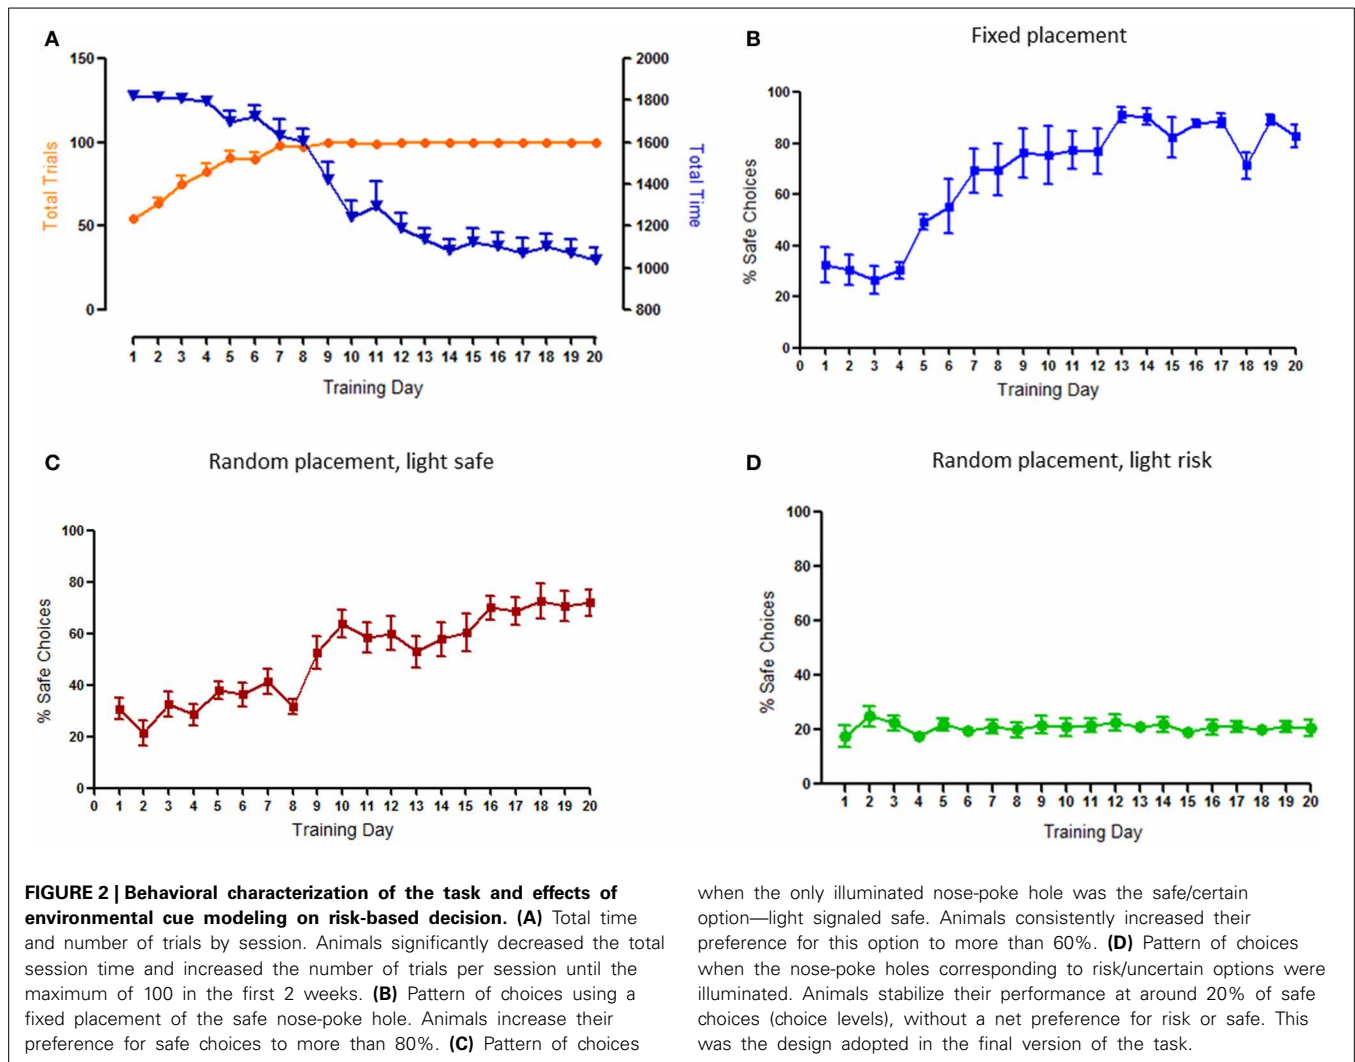 A
150
100
50
0
Total Trials
2000
1800
1600
1400
1200
1000
800
Total Time
1 2 3 4 5 6 7 8 9 10 11 12 13 14 15 16 17 18 19 20
Training Day
B
Fixed placement
100
80
60
40
20
0
% Safe Choices
0 1 2 3 4 5 6 7 8 9 10 11 12 13 14 15 16 17 18 19 20
Training Day
C
Random placement, light safe
100
80
60
40
20
0
% Safe Choices
0 1 2 3 4 5 6 7 8 9 10 11 12 13 14 15 16 17 18 19 20
Training Day
D
Random placement, light risk
100
80
60
40
20
0
% Safe Choices
1 2 3 4 5 6 7 8 9 10 11 12 13 14 15 16 17 18 19 20
Training Day
FIGURE 2 | Behavioral characterization of the task and effects of
environmental cue modeling on risk-based decision. (A) Total time
and number of trials by session. Animals significantly decreased the total
session time and increased the number of trials per session until the
maximum of 100 in the first 2 weeks. (B) Pattern of choices using a
fixed placement of the safe nose-poke hole. Animals increase their
preference for safe choices to more than 80%. (C) Pattern of choices
when the only illuminated nose-poke hole was the safe/certain
option—light signaled safe. Animals consistently increased their
preference for this option to more than 60%. (D) Pattern of choices
when the nose-poke holes corresponding to risk/uncertain options were
illuminated. Animals stabilize their performance at around 20% of safe
choices (choice levels), without a net preference for risk or safe. This
was the design adopted in the final version of the task.